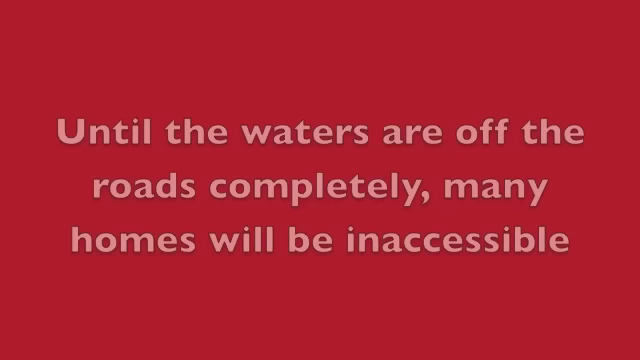 Until the waters are off the
roads completely, many
homes will be inaccessible